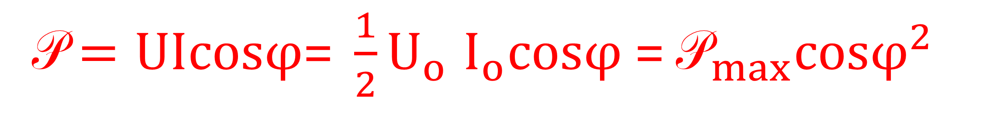 𝒫 = UIcosφ = 1/2 U₀ I₀cosφ = 𝒫ₘₐₓcosφ²